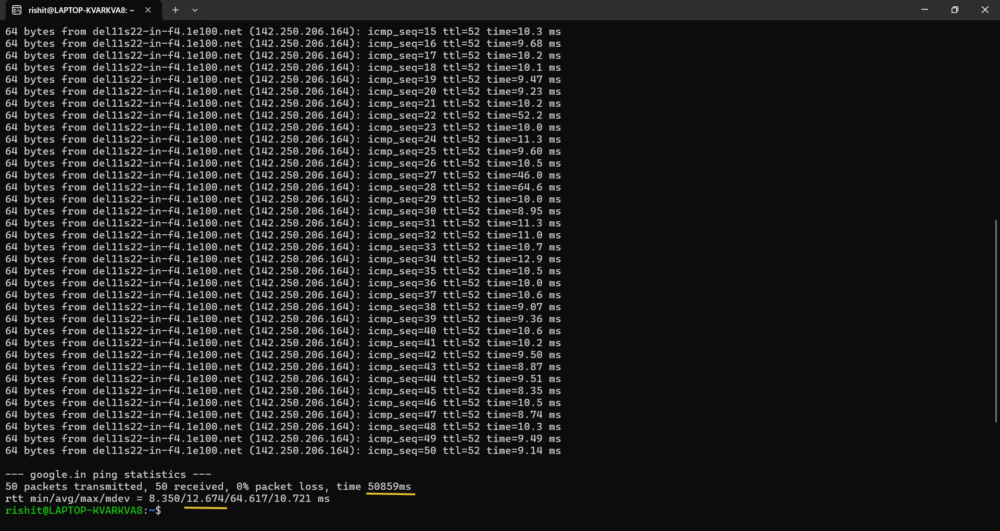 rishit@LAPTOP-KVARKVA8: ~
64 bytes from del11s22-in-f4.1e100.net (142.250.206.164): icmp_seq=15 ttl=52 time=10.3 ms
64 bytes from del11s22-in-f4.1e100.net (142.250.206.164): icmp_seq=16 ttl=52 time=9.68 ms
64 bytes from del11s22-in-f4.1e100.net (142.250.206.164): icmp_seq=17 ttl=52 time=10.2 ms
64 bytes from del11s22-in-f4.1e100.net (142.250.206.164): icmp_seq=18 ttl=52 time=10.1 ms
64 bytes from del11s22-in-f4.1e100.net (142.250.206.164): icmp_seq=19 ttl=52 time=9.47 ms
64 bytes from del11s22-in-f4.1e100.net (142.250.206.164): icmp_seq=20 ttl=52 time=9.23 ms
64 bytes from del11s22-in-f4.1e100.net (142.250.206.164): icmp_seq=21 ttl=52 time=10.2 ms
64 bytes from del11s22-in-f4.1e100.net (142.250.206.164): icmp_seq=22 ttl=52 time=52.2 ms
64 bytes from del11s22-in-f4.1e100.net (142.250.206.164): icmp_seq=23 ttl=52 time=10.0 ms
64 bytes from del11s22-in-f4.1e100.net (142.250.206.164): icmp_seq=24 ttl=52 time=11.3 ms
64 bytes from del11s22-in-f4.1e100.net (142.250.206.164): icmp_seq=25 ttl=52 time=9.60 ms
64 bytes from del11s22-in-f4.1e100.net (142.250.206.164): icmp_seq=26 ttl=52 time=10.5 ms
64 bytes from del11s22-in-f4.1e100.net (142.250.206.164): icmp_seq=27 ttl=52 time=46.0 ms
64 bytes from del11s22-in-f4.1e100.net (142.250.206.164): icmp_seq=28 ttl=52 time=64.6 ms
64 bytes from del11s22-in-f4.1e100.net (142.250.206.164): icmp_seq=29 ttl=52 time=10.0 ms
64 bytes from del11s22-in-f4.1e100.net (142.250.206.164): icmp_seq=30 ttl=52 time=8.95 ms
64 bytes from del11s22-in-f4.1e100.net (142.250.206.164): icmp_seq=31 ttl=52 time=11.3 ms
64 bytes from del11s22-in-f4.1e100.net (142.250.206.164): icmp_seq=32 ttl=52 time=11.0 ms
64 bytes from del11s22-in-f4.1e100.net (142.250.206.164): icmp_seq=33 ttl=52 time=10.7 ms
64 bytes from del11s22-in-f4.1e100.net (142.250.206.164): icmp_seq=34 ttl=52 time=12.9 ms
64 bytes from del11s22-in-f4.1e100.net (142.250.206.164): icmp_seq=35 ttl=52 time=10.5 ms
64 bytes from del11s22-in-f4.1e100.net (142.250.206.164): icmp_seq=36 ttl=52 time=10.0 ms
64 bytes from del11s22-in-f4.1e100.net (142.250.206.164): icmp_seq=37 ttl=52 time=10.6 ms
64 bytes from del11s22-in-f4.1e100.net (142.250.206.164): icmp_seq=38 ttl=52 time=9.07 ms
64 bytes from del11s22-in-f4.1e100.net (142.250.206.164): icmp_seq=39 ttl=52 time=9.36 ms
64 bytes from del11s22-in-f4.1e100.net (142.250.206.164): icmp_seq=40 ttl=52 time=10.6 ms
64 bytes from del11s22-in-f4.1e100.net (142.250.206.164): icmp_seq=41 ttl=52 time=10.2 ms
64 bytes from del11s22-in-f4.1e100.net (142.250.206.164): icmp_seq=42 ttl=52 time=9.50 ms
64 bytes from del11s22-in-f4.1e100.net (142.250.206.164): icmp_seq=43 ttl=52 time=8.87 ms
64 bytes from del11s22-in-f4.1e100.net (142.250.206.164): icmp_seq=44 ttl=52 time=9.51 ms
64 bytes from del11s22-in-f4.1e100.net (142.250.206.164): icmp_seq=45 ttl=52 time=8.35 ms
64 bytes from del11s22-in-f4.1e100.net (142.250.206.164): icmp_seq=46 ttl=52 time=10.5 ms
64 bytes from del11s22-in-f4.1e100.net (142.250.206.164): icmp_seq=47 ttl=52 time=8.74 ms
64 bytes from del11s22-in-f4.1e100.net (142.250.206.164): icmp_seq=48 ttl=52 time=10.3 ms
64 bytes from del11s22-in-f4.1e100.net (142.250.206.164): icmp_seq=49 ttl=52 time=9.49 ms
64 bytes from del11s22-in-f4.1e100.net (142.250.206.164): icmp_seq=50 ttl=52 time=9.14 ms
--- google.in ping statistics ---
50 packets transmitted, 50 received, 0% packet loss, time 50859ms
rtt min/avg/max/mdev = 8.350/12.674/64.617/10.721 ms
rishit@LAPTOP-KVARKVA8:~$